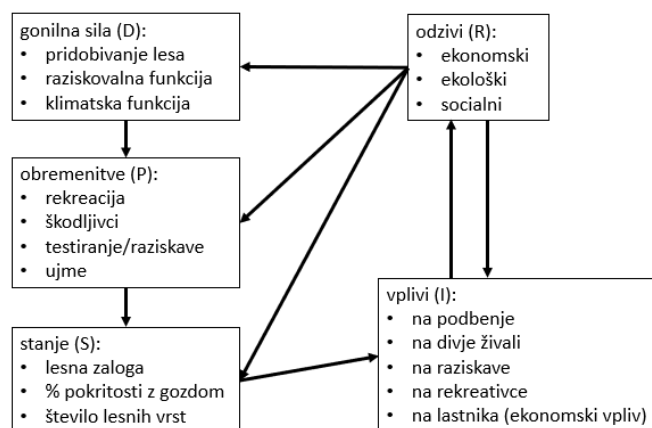 gonilna sila (D):
• pridobivanje lesa
• raziskovalna funkcija
• klimatska funkcija
obremenitve (P):
• rekreacija
• škodljivci
• testiranje/raziskave
• ujme
stanje (S):
• lesna zaloga
• % pokritosti z gozdom
• število lesnih vrst
odzivi (R):
• ekonomski
• ekološki
• socialni
vplivi (I):
• na podbenje
• na divje živali
• na raziskave
• na rekreativce
• na lastnika (ekonomski vpliv)